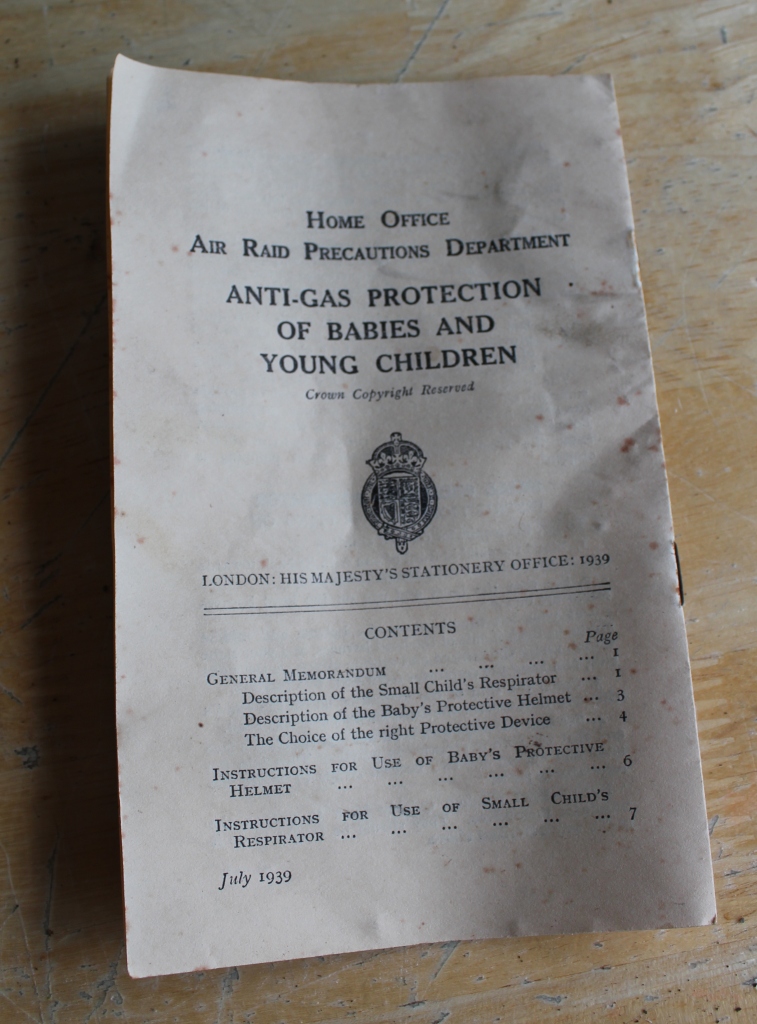 Home Office
Air Raid Precautions Department
ANTI-GAS PROTECTION
OF BABIES AND
YOUNG CHILDREN
Crown Copyright Reserved
LONDON: HIS MAJESTY'S STATIONERY OFFICE: 1939
CONTENTS
Page
General Memorandum ... ... ... ... 1
Description of the Small Child's Respirator ... 1
Description of the Baby's Protective Helmet ... 3
The Choice of the right Protective Device ... 4
Instructions for Use of Baby's Protective
Helmet ... ... ... ... ... ... 6
Instructions for Use of Small Child's
Respirator ... ... ... ... ... ... 7
July 1939